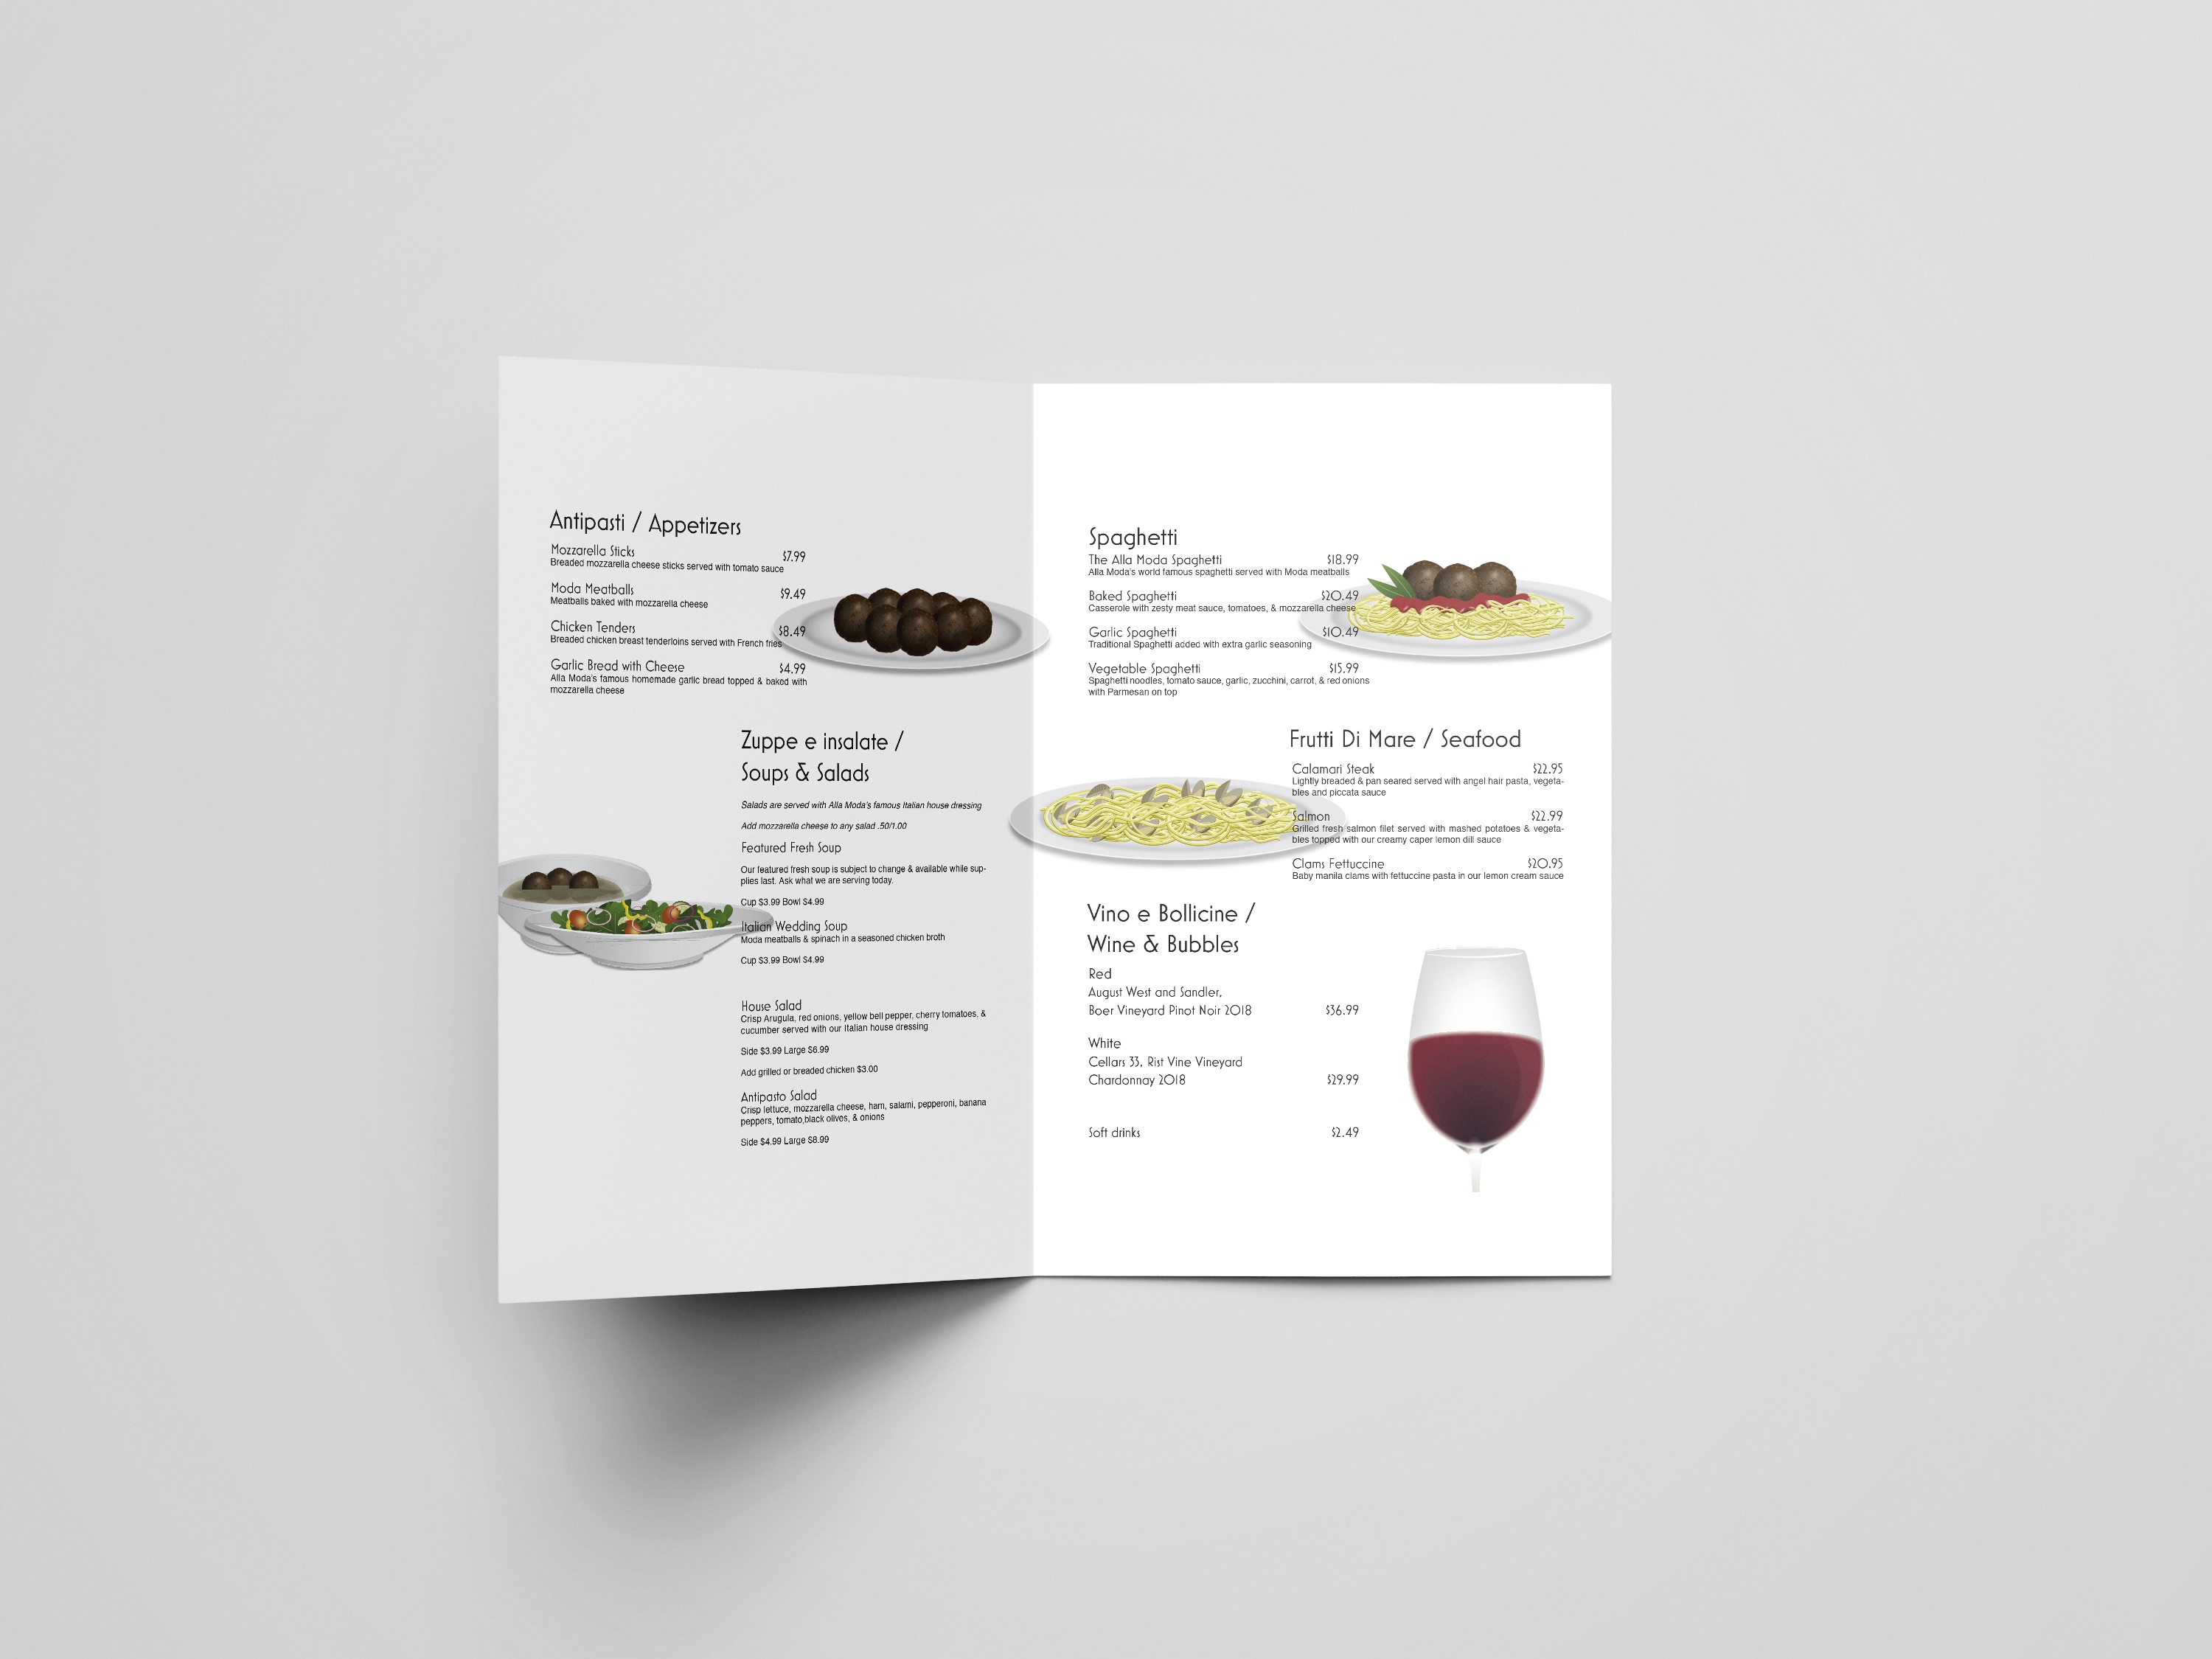 Antipasti / Appetizers
Mozzarella Sticks $7.99
Breaded mozzarella cheese sticks served with tomato sauce
Moda Meatballs $9.49
Meatballs baked with mozzarella cheese
Chicken Tenders $8.49
Breaded chicken breast tenderloins served with French fries
Garlic Bread with Cheese $4.99
Alla Moda's famous homemade garlic bread topped & baked with
mozzarella cheese
Zuppe e insalate /
Soups & Salads
Salads are served with Alla Moda's famous Italian house dressing
Add mozzarella cheese to any salad .50/1.00
Featured Fresh Soup
Our featured fresh soup is subject to change & available while sup-
plies last. Ask what we are serving today.
Cup $3.99 Bowl $4.99
Italian Wedding Soup
Moda meatballs & spinach in a seasoned chicken broth
Cup $3.99 Bowl $4.99
House Salad
Crisp Arugula, red onions, yellow bell pepper, cherry tomatoes, &
cucumber served with our Italian house dressing
Side $3.99 Large $6.99
Add grilled or breaded chicken $3.00
Antipasto Salad
Crisp lettuce, mozzarella cheese, ham, salami, pepperoni, banana
peppers, tomato,black olives, & onions
Side $4.99 Large $8.99
Spaghetti
The Alla Moda Spaghetti $18.99
Alla Moda's world famous spaghetti served with Moda meatballs
Baked Spaghetti $20.49
Casserole with zesty meat sauce, tomatoes, & mozzarella cheese
Garlic Spaghetti $10.49
Traditional Spaghetti added with extra garlic seasoning
Vegetable Spaghetti $15.99
Spaghetti noodles, tomato sauce, garlic, zucchini, carrot, & red onions
with Parmesan on top
Frutti Di Mare / Seafood
Calamari Steak $22.95
Lightly breaded & pan seared served with angel hair pasta, vegeta-
bles and piccata sauce
Salmon $22.99
Grilled fresh salmon filet served with mashed potatoes & vegeta-
bles topped with our creamy caper lemon dill sauce
Clams Fettuccine $20.95
Baby manila clams with fettuccine pasta in our lemon cream sauce
Vino e Bollicine /
Wine & Bubbles
Red
August West and Sandler,
Boer Vineyard Pinot Noir 2018 $36.99
White
Cellars 33, Rist Vine Vineyard
Chardonnay 2018 $29.99
Soft drinks $2.49